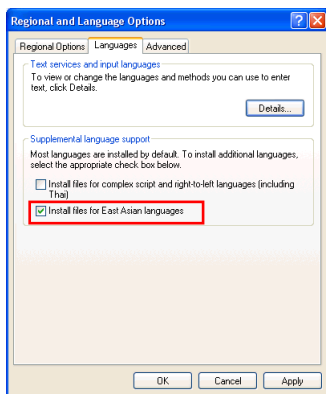 Regional and Language Options
Regional Options Languages Advanced
Text services and input languages
To view or change the languages and methods you can use to enter
text, click Details.
Details...
Supplemental language support
Most languages are installed by default. To install additional languages,
select the appropriate check box below.
Install files for complex script and right-to-left languages (including
Thai)
Install files for East Asian languages
OK Cancel Apply